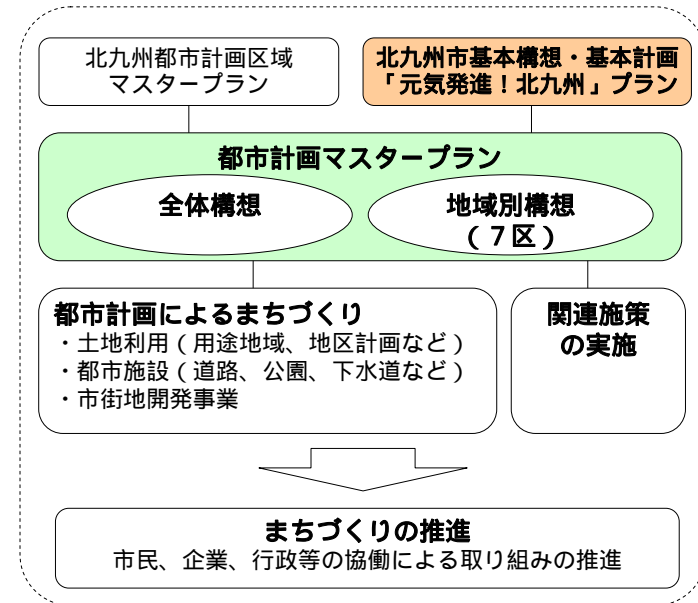 北九州都市計画区域
マスタープラン
北九州市基本構想・基本計画
「元気発進！北九州」プラン
都市計画マスタープラン
全体構想
地域別構想
（７区）
都市計画によるまちづくり
・土地利用（用途地域、地区計画など）
・都市施設（道路、公園、下水道など）
・市街地開発事業
関連施策
の実施
まちづくりの推進
市民、企業、行政等の協働による取り組みの推進